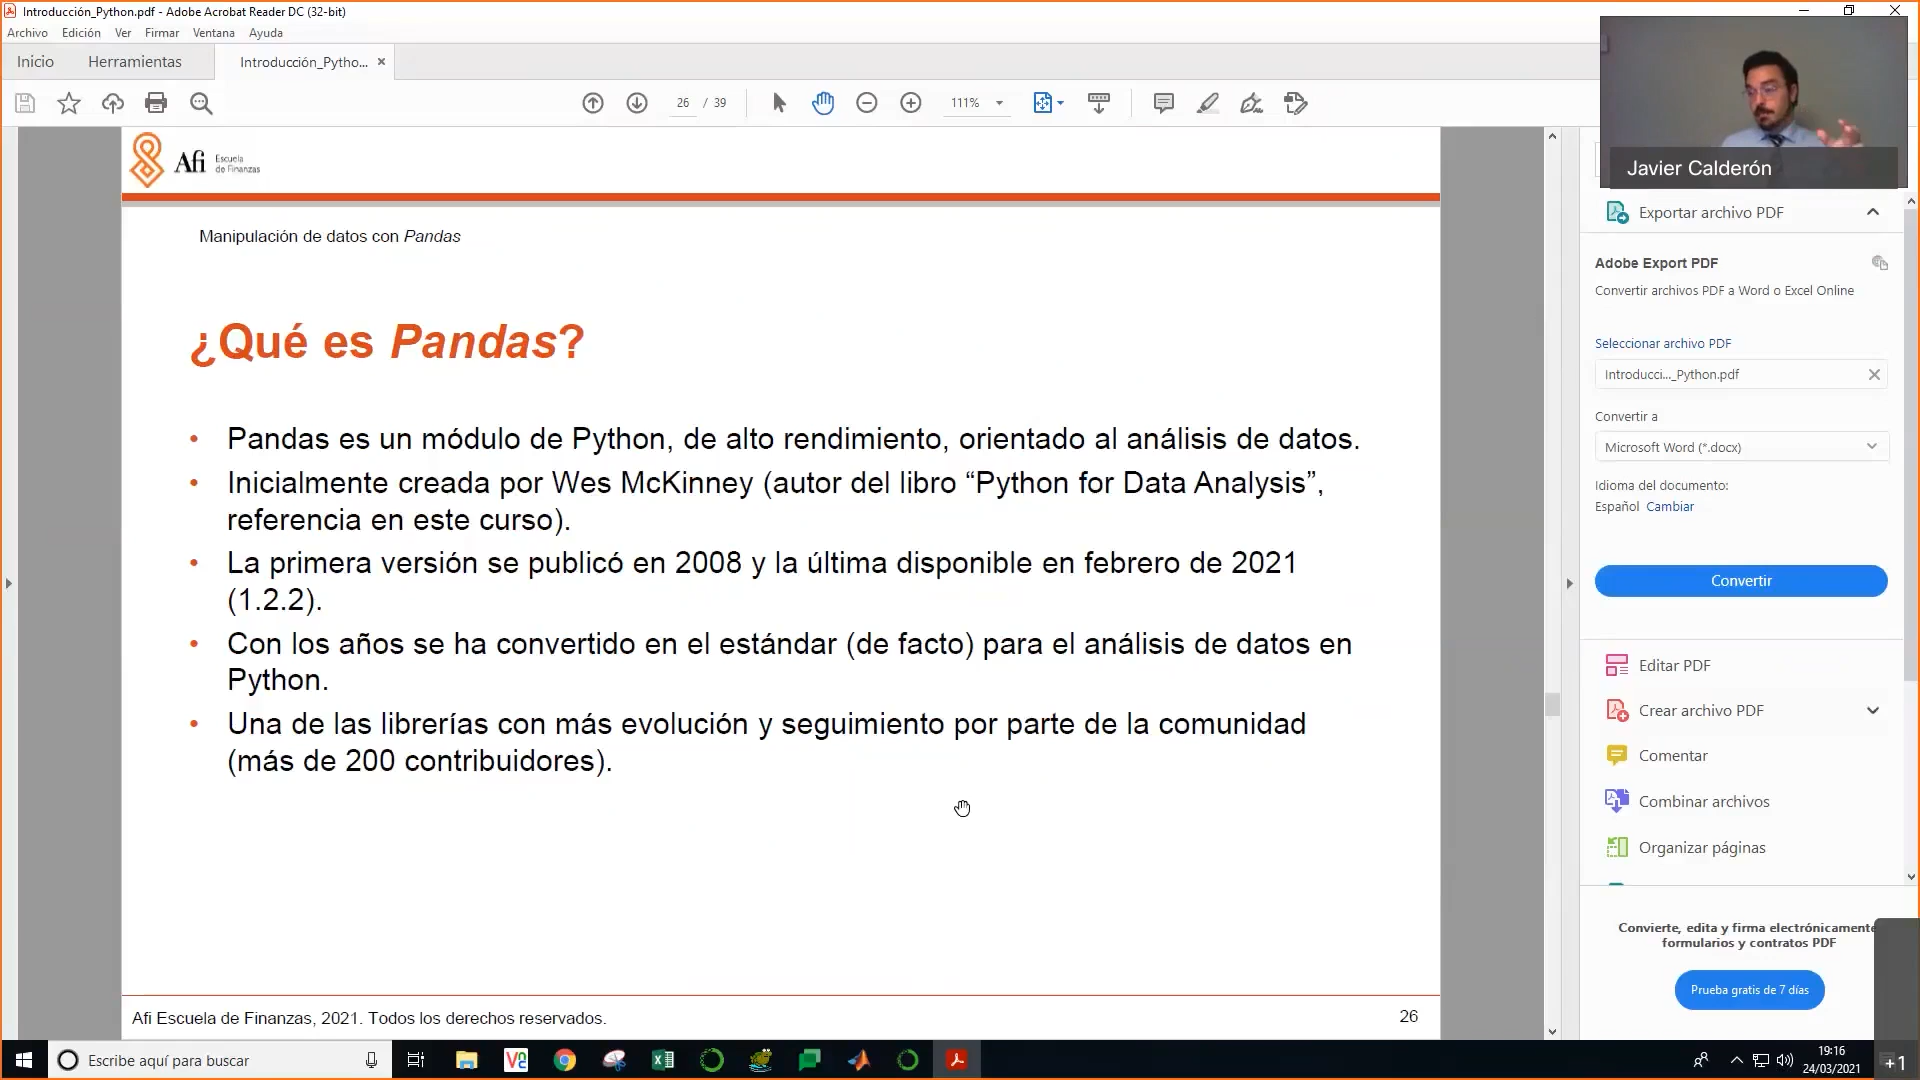 Introducción_Python.pdf - Adobe Acrobat Reader DC (32-bit)
Archivo Edición Ver Firmar Ventana Ayuda
Inicio Herramientas Introducción_Pytho... ×
26 / 39 111%
Javier Calderón
Afi Escuela de Finanzas
Manipulación de datos con Pandas
¿Qué es Pandas?
• Pandas es un módulo de Python, de alto rendimiento, orientado al análisis de datos.
• Inicialmente creada por Wes McKinney (autor del libro “Python for Data Analysis”,
referencia en este curso).
• La primera versión se publicó en 2008 y la última disponible en febrero de 2021
(1.2.2).
• Con los años se ha convertido en el estándar (de facto) para el análisis de datos en
Python.
• Una de las librerías con más evolución y seguimiento por parte de la comunidad
(más de 200 contribuidores).
Afi Escuela de Finanzas, 2021. Todos los derechos reservados.
26
Exportar archivo PDF
Adobe Export PDF
Convertir archivos PDF a Word o Excel Online
Seleccionar archivo PDF
Introducci..._Python.pdf
Convertir a
Microsoft Word (*.docx)
Idioma del documento:
Español Cambiar
Convertir
Editar PDF
Crear archivo PDF
Comentar
Combinar archivos
Organizar páginas
Convierte, edita y firma electrónicamente
formularios y contratos PDF
Prueba gratis de 7 días
Escribe aquí para buscar
19:16
24/03/2021
+1